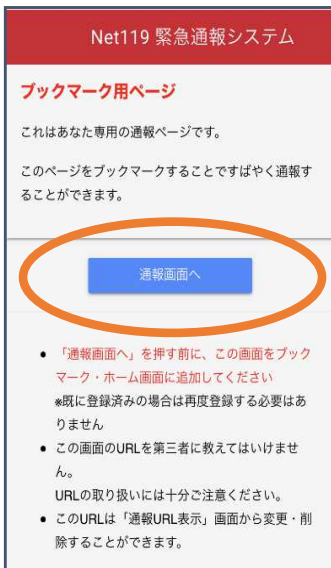 Net119 緊急通報システム
ブックマーク用ページ
これはあなた専用の通報ページです。
このページをブックマークすることですばやく通報す
ることができます。
通報画面へ
● 「通報画面へ」を押す前に、この画面をブック
マーク・ホーム画面に追加してください
※既に登録済みの場合は再度登録する必要はあ
りません
● この画面のURLを第三者に教えてはいけませ
ん。
URLの取り扱いには十分ご注意ください。
● このURLは「通報URL表示」画面から変更・削
除することができます。